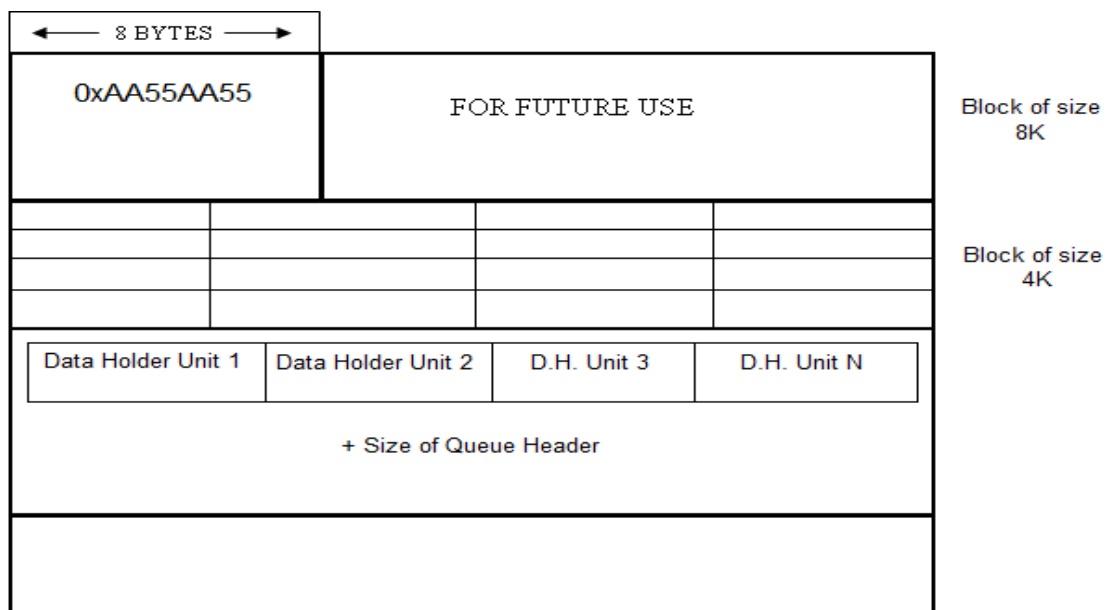 8 BYTES
0xAA55AA55
FOR FUTURE USE
Block of size
8K
Block of size
4K
Data Holder Unit 1
Data Holder Unit 2
D.H. Unit 3
D.H. Unit N
+ Size of Queue Header